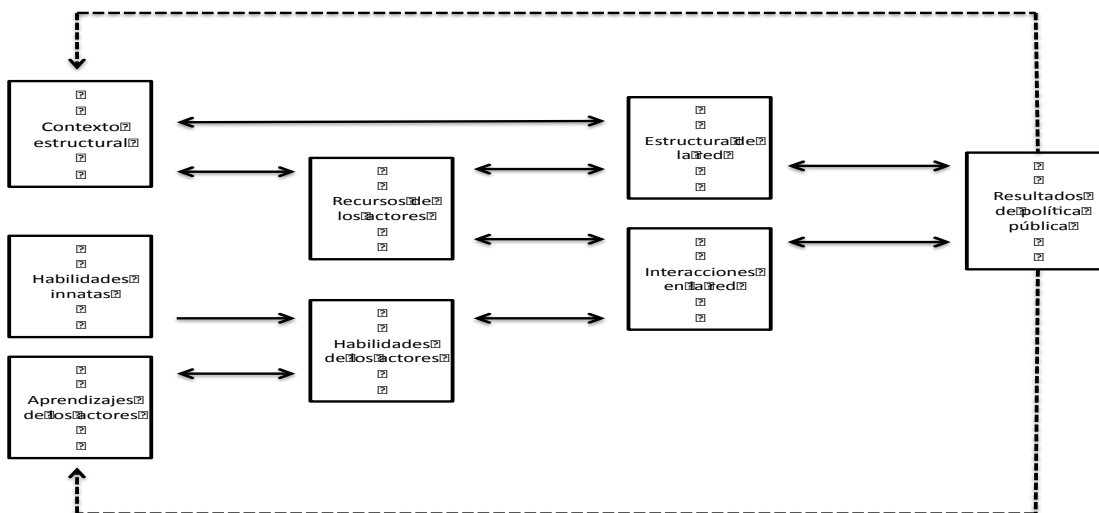 Contexto
estructural
Estructura de
la red
Recursos de
los actores
Resultados
de política
pública
Habilidades
innatas
Interacciones
en la red
Habilidades
de los actores
Aprendizajes
de los actores